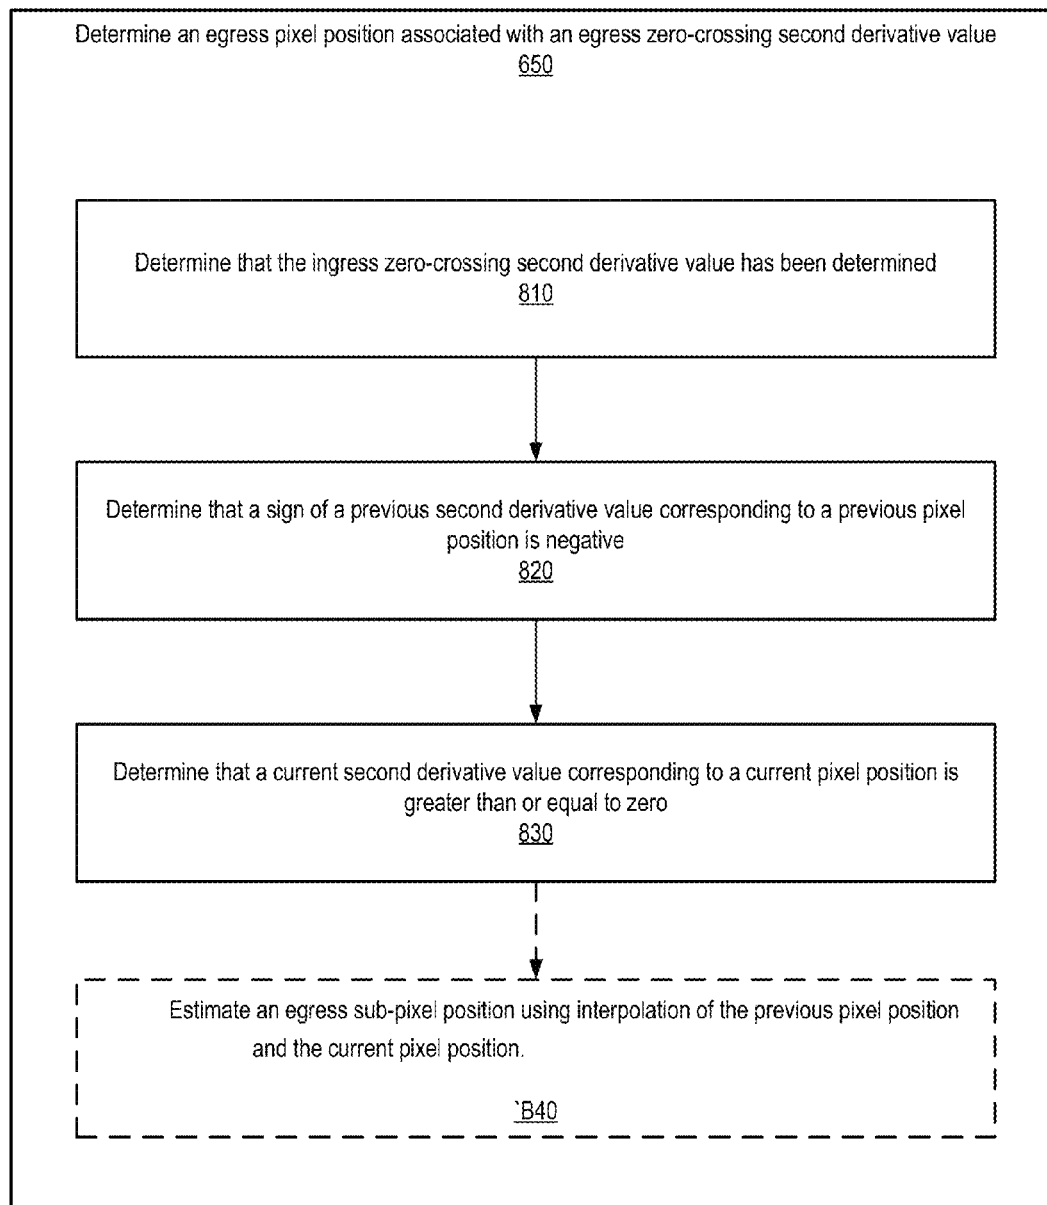 Determine an egress pixel position associated with an egress zero-crossing second derivative value
650
Determine that the ingress zero-crossing second derivative value has been determined
810
Determine that a sign of a previous second derivative value corresponding to a previous pixel
position is negative
820
Determine that a current second derivative value corresponding to a current pixel position is
greater than or equal to zero
830
Estimate an egress sub-pixel position using interpolation of the previous pixel position
and the current pixel position.
`B40